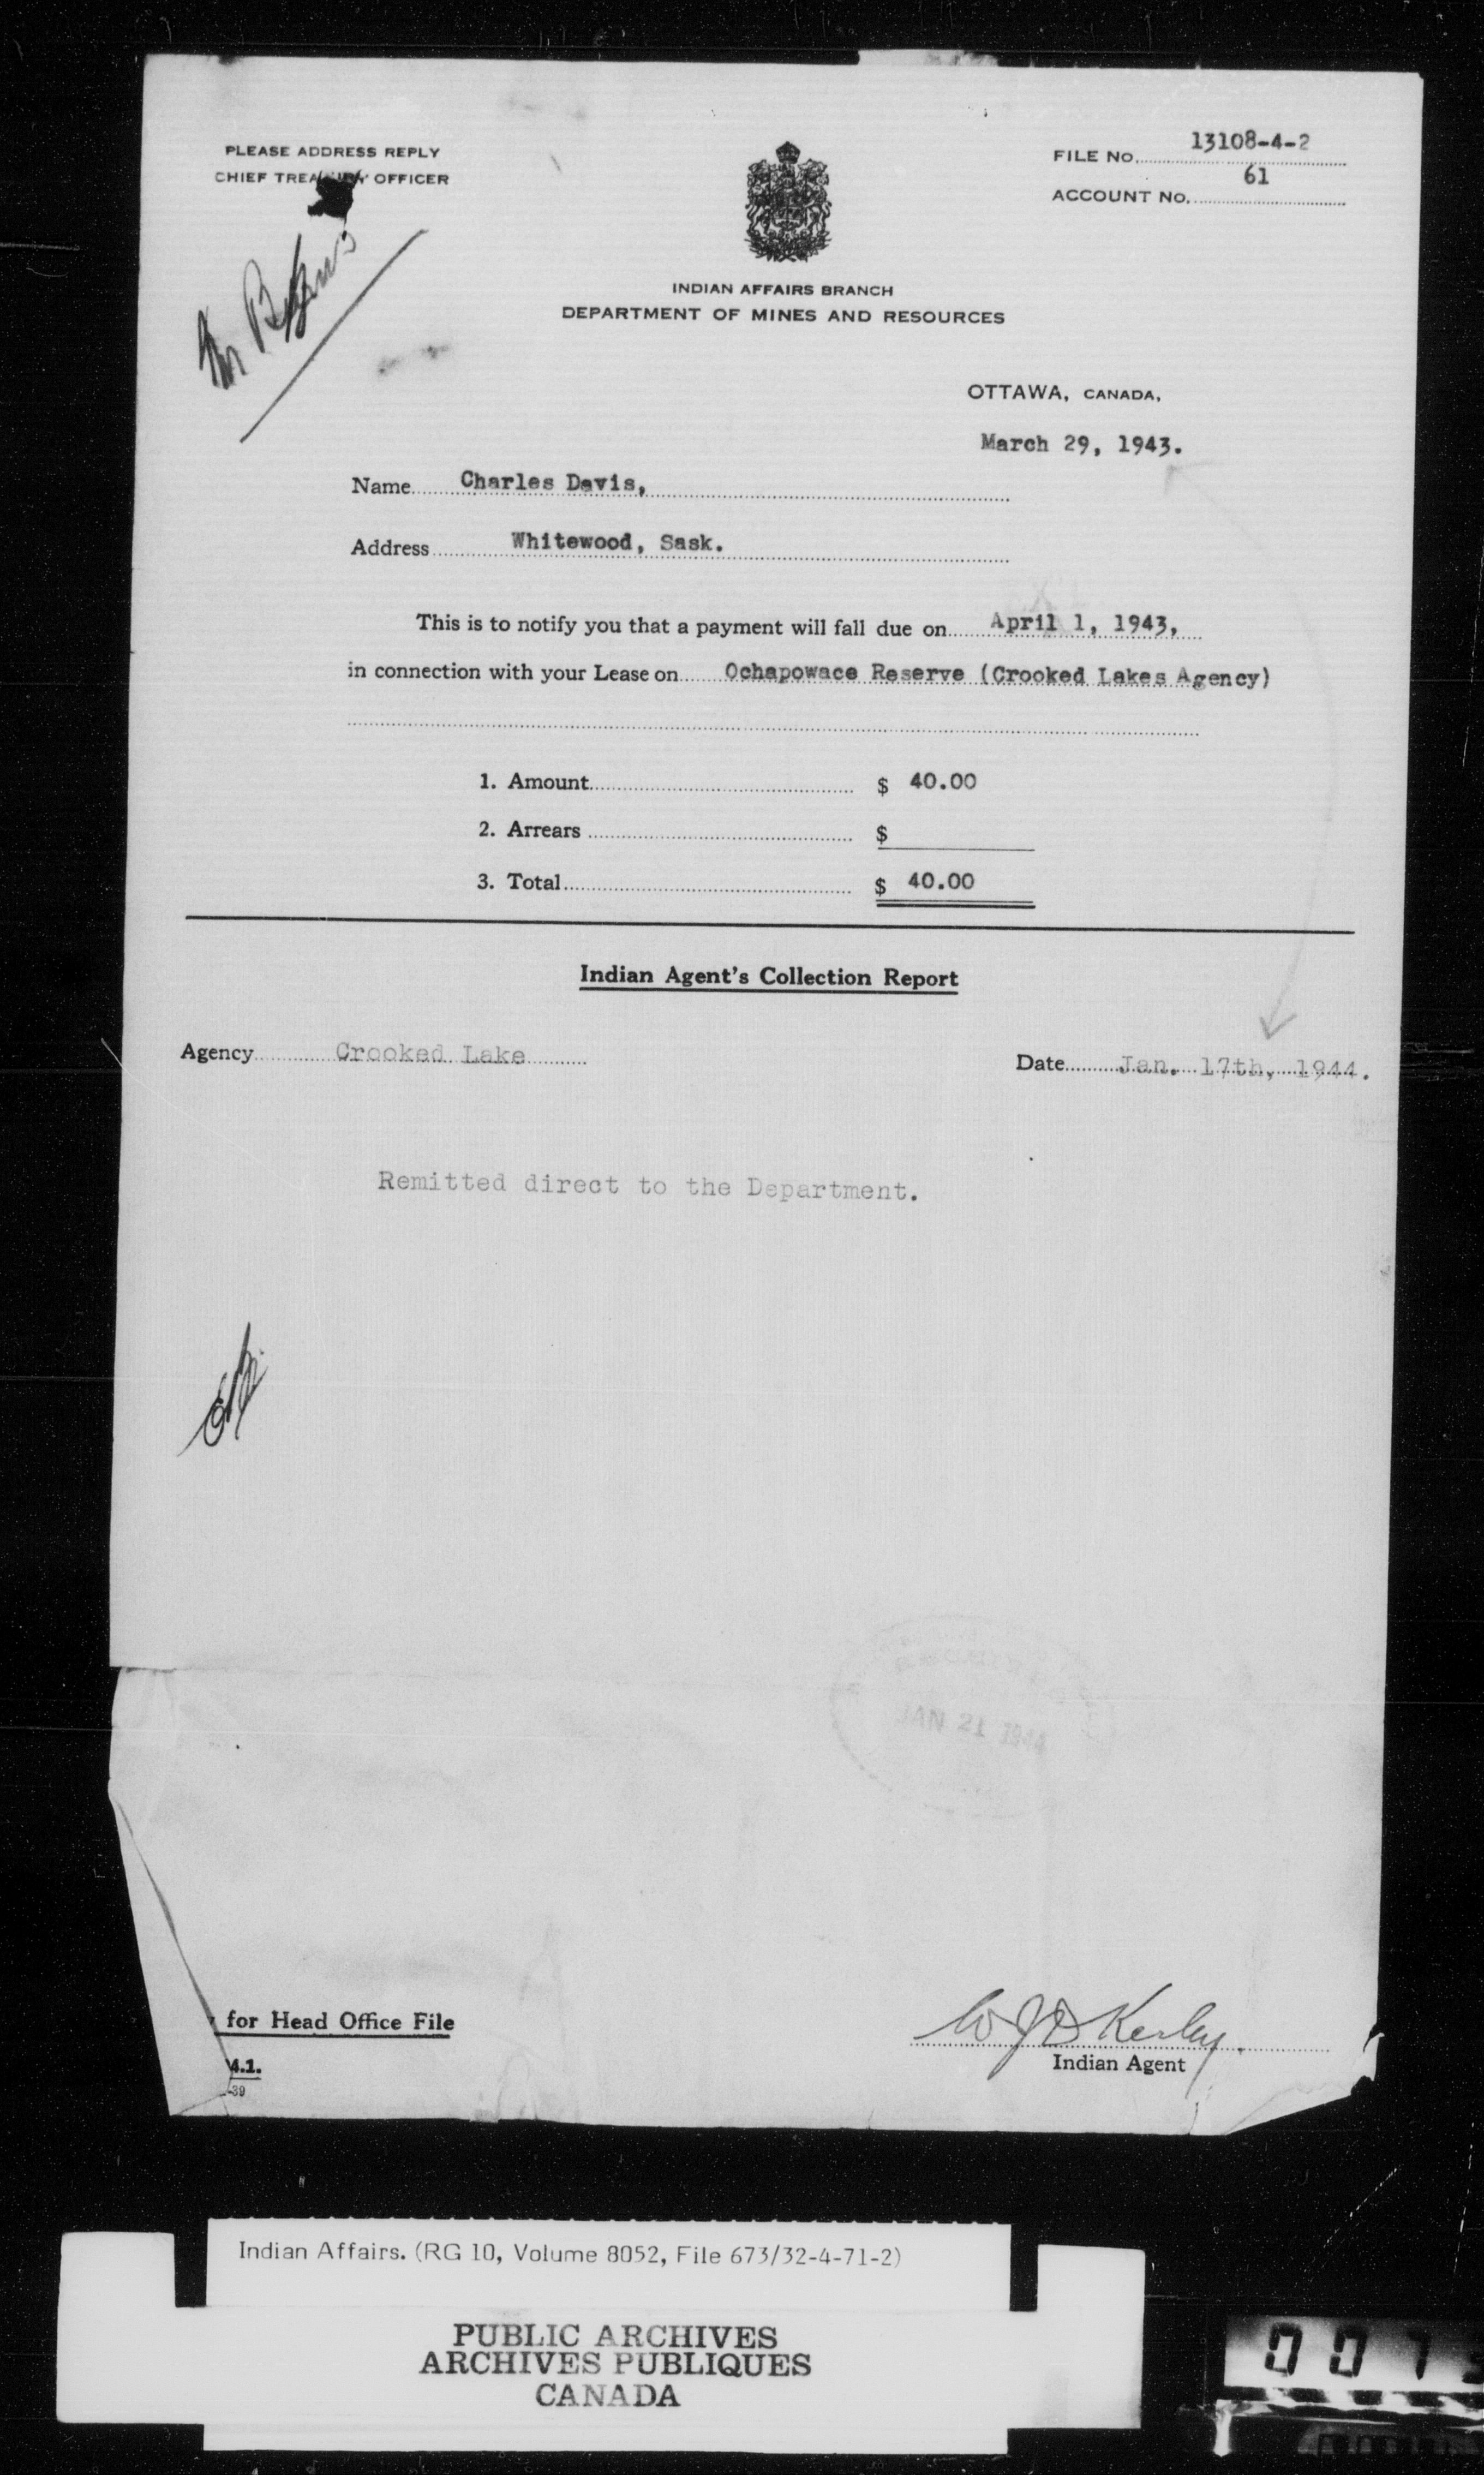 PLEASE ADDRESS REPLY
CHIEF TREASURY OFFICER
FILE No. 13108-4-2
ACCOUNT No. 61
INDIAN AFFAIRS BRANCH
DEPARTMENT OF MINES AND RESOURCES
OTTAWA, CANADA,
March 29, 1943.
Name Charles Davis,
Address Whitewood, Sask.
This is to notify you that a payment will fall due on April 1, 1943,
in connection with your Lease on Ochapowace Reserve (Crooked Lakes Agency)
1. Amount $ 40.00
2. Arrears $
3. Total $ 40.00
Indian Agent's Collection Report
Agency Crooked Lake
Date Jan. 17th, 1944.
Remitted direct to the Department.
JAN 21 1944
for Head Office File
W J D Kerley.
Indian Agent
4.1.
-39
Indian Affairs. (RG 10, Volume 8052, File 673/32-4-71-2)
PUBLIC ARCHIVES
ARCHIVES PUBLIQUES
CANADA